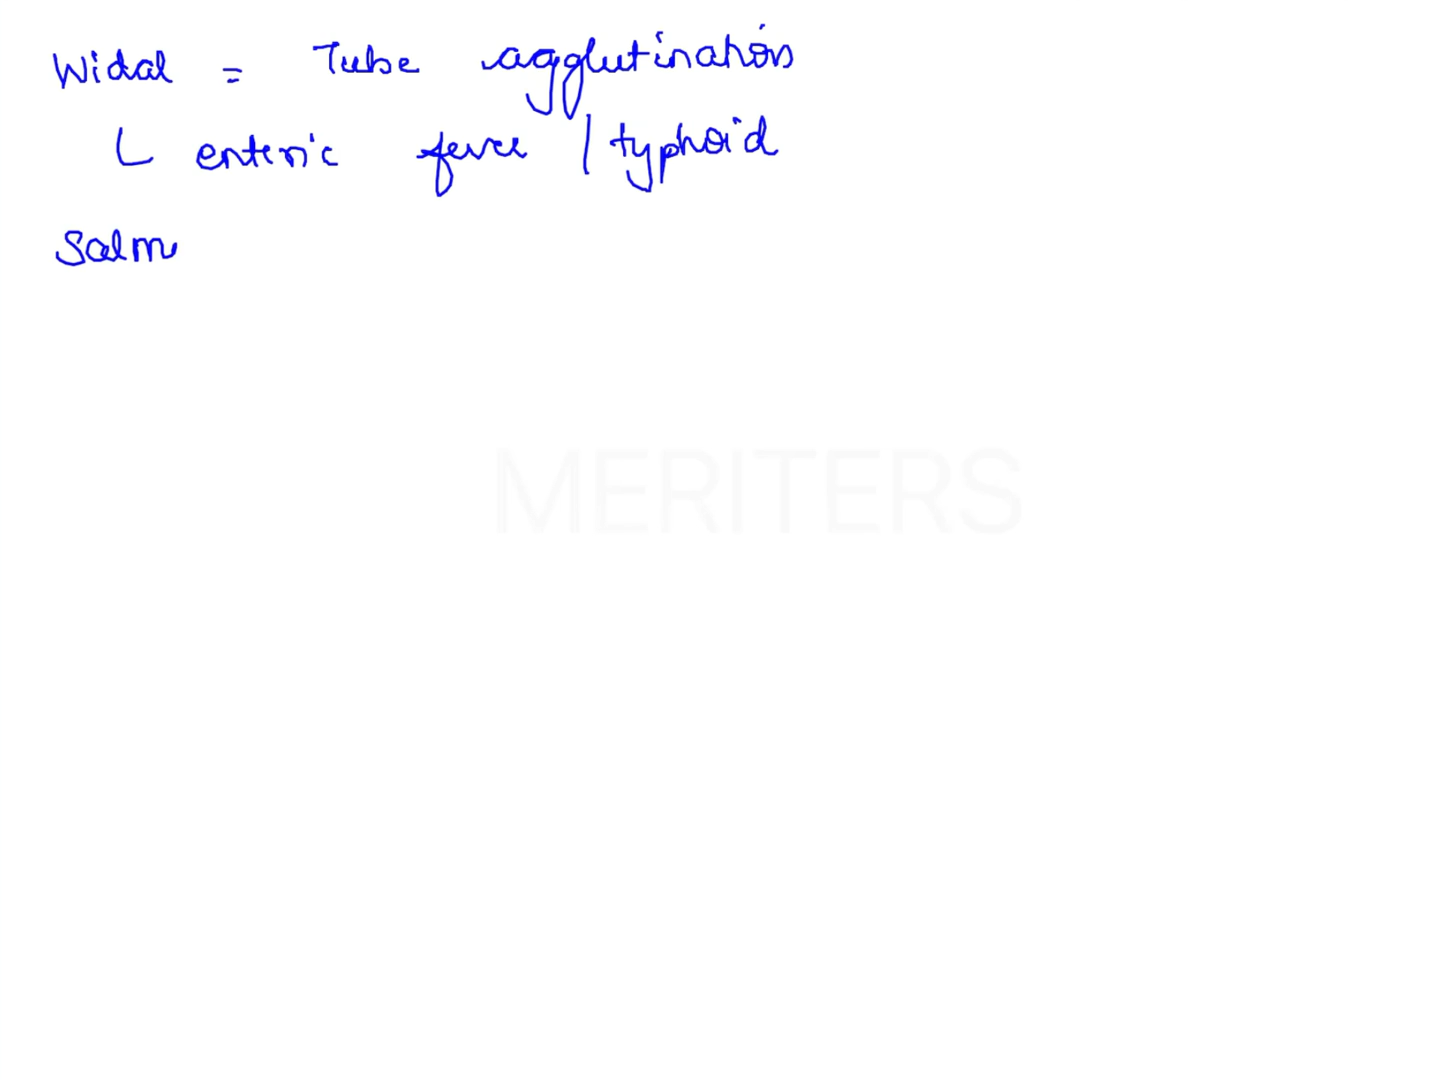 Widal = Tube agglutination
L enteric fever / typhoid
Salm
MERITERS